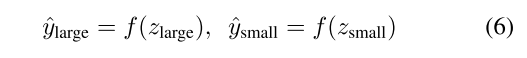 ŷ_large = f(z_large), ŷ_small = f(z_small) (6)